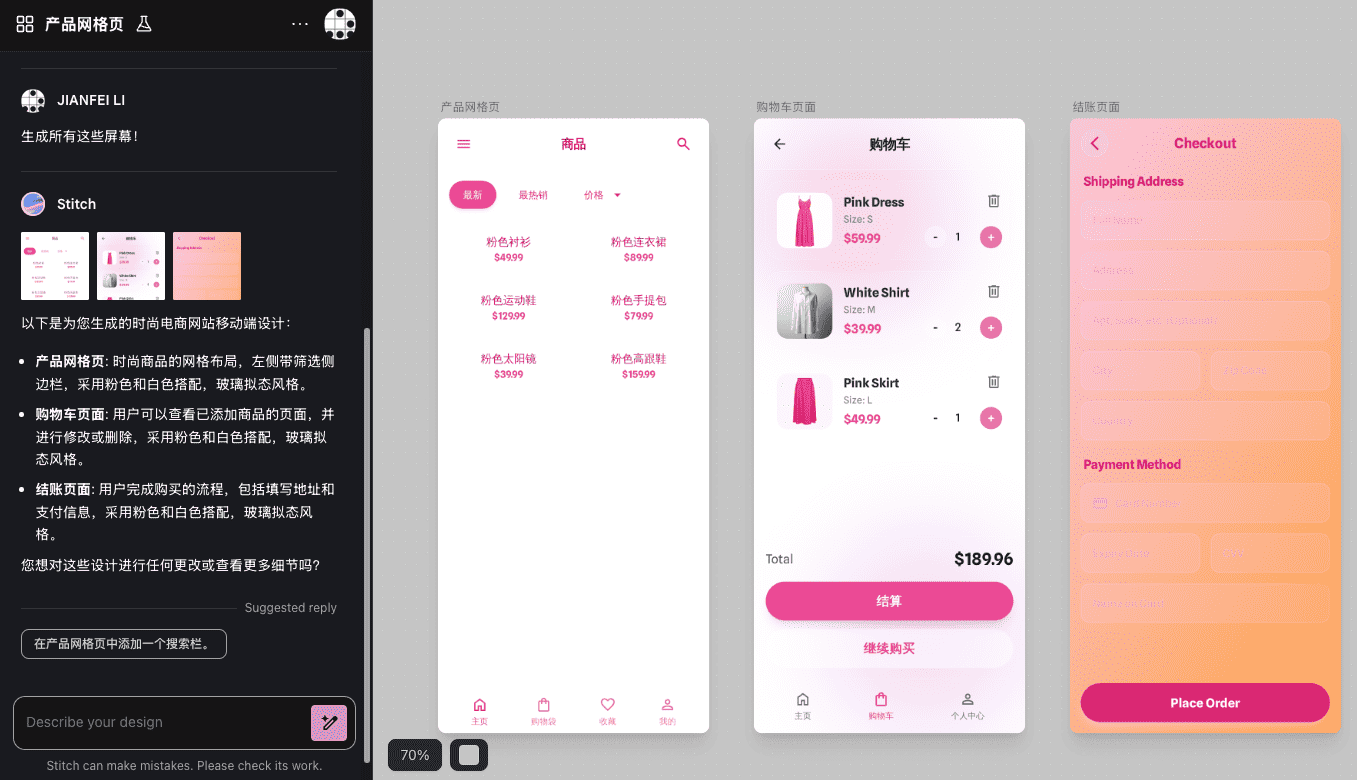 产品网格页
JIANFEI LI
生成所有这些屏幕!
Stitch
以下是为您生成的时尚电商网站移动端设计:
产品网格页: 时尚商品的网格布局，左侧带筛选侧
边栏，采用粉色和白色搭配，玻璃拟态风格。
购物车页面: 用户可以查看已添加商品的页面，并
进行修改或删除，采用粉色和白色搭配，玻璃拟
态风格。
结账页面: 用户完成购买的流程，包括填写地址和
支付信息，采用粉色和白色搭配，玻璃拟态风
格。
您想对这些设计进行任何更改或查看更多细节吗?
Suggested reply
在产品网格页中添加一个搜索栏。
Describe your design
Stitch can make mistakes. Please check its work.
产品网格页
商品
最新 最热销 价格
粉色衬衫 粉色连衣裙
$49.99 $89.99
粉色运动鞋 粉色手提包
$129.99 $79.99
粉色太阳镜 粉色高跟鞋
$39.99 $159.99
主页 购物袋 收藏 我的
70%
购物车页面
购物车
Pink Dress
Size: S
$59.99 - 1 +
White Shirt
Size: M
$39.99 - 2 +
Pink Skirt
Size: L
$49.99 - 1 +
Total $189.96
结算
继续购买
主页 购物车 个人中心
结账页面
Checkout
Shipping Address
Full Name
Address
City
Country
Payment Method
Place Order